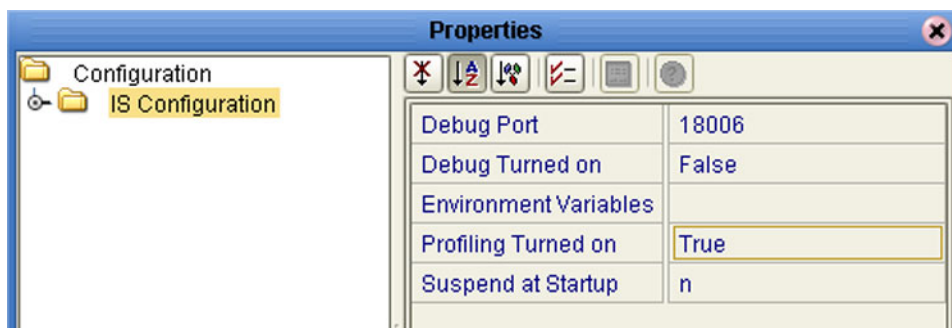 Properties
Configuration
IS Configuration
Debug Port 18006
Debug Turned on False
Environment Variables
Profiling Turned on True
Suspend at Startup n